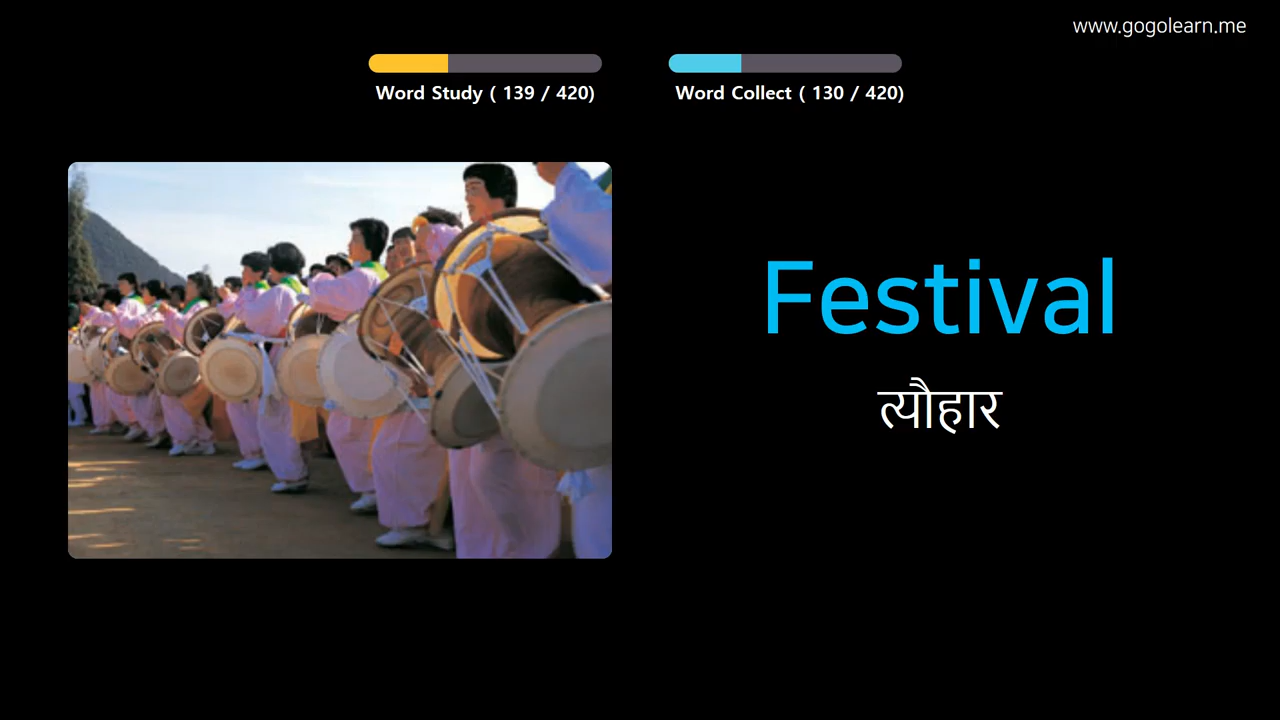 www.gogolearn.me
Word Study ( 139 / 420)
Word Collect ( 130 / 420)
Festival
त्यौहार